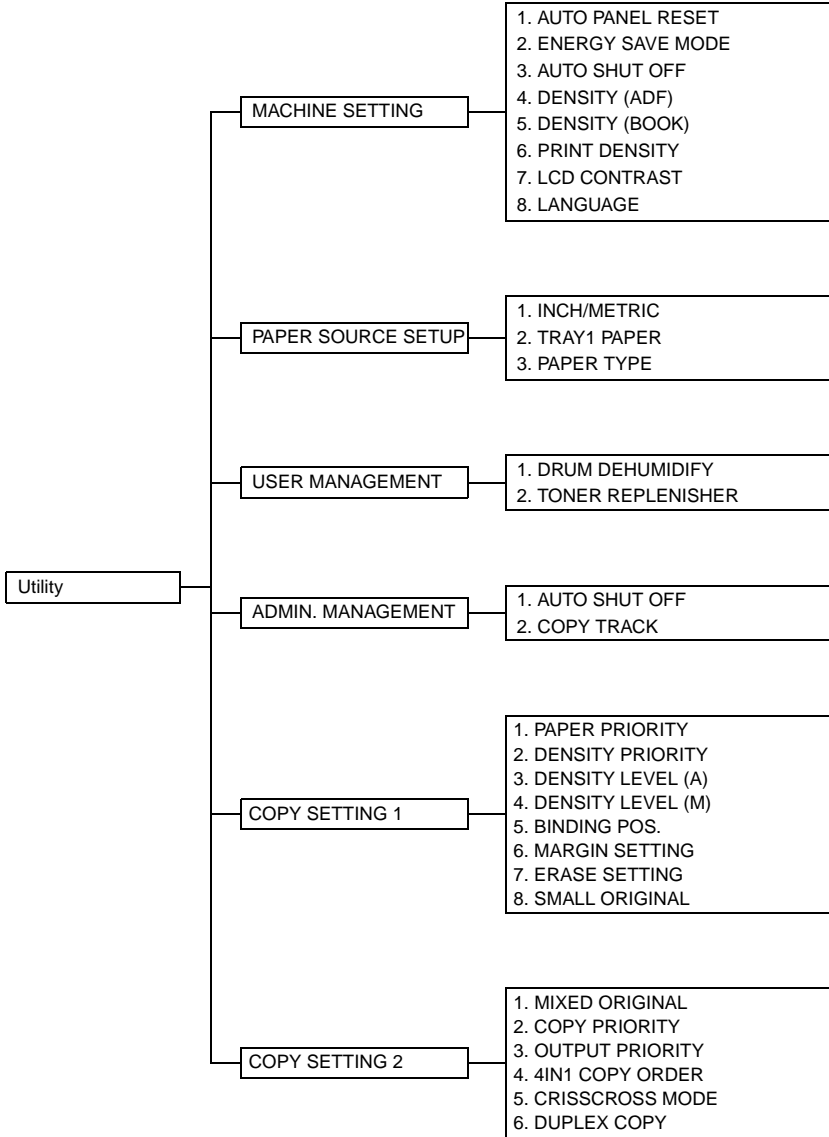 Utility
MACHINE SETTING
1. AUTO PANEL RESET
2. ENERGY SAVE MODE
3. AUTO SHUT OFF
4. DENSITY (ADF)
5. DENSITY (BOOK)
6. PRINT DENSITY
7. LCD CONTRAST
8. LANGUAGE
PAPER SOURCE SETUP
1. INCH/METRIC
2. TRAY1 PAPER
3. PAPER TYPE
USER MANAGEMENT
1. DRUM DEHUMIDIFY
2. TONER REPLENISHER
ADMIN. MANAGEMENT
1. AUTO SHUT OFF
2. COPY TRACK
COPY SETTING 1
1. PAPER PRIORITY
2. DENSITY PRIORITY
3. DENSITY LEVEL (A)
4. DENSITY LEVEL (M)
5. BINDING POS.
6. MARGIN SETTING
7. ERASE SETTING
8. SMALL ORIGINAL
COPY SETTING 2
1. MIXED ORIGINAL
2. COPY PRIORITY
3. OUTPUT PRIORITY
4. 4IN1 COPY ORDER
5. CRISSCROSS MODE
6. DUPLEX COPY